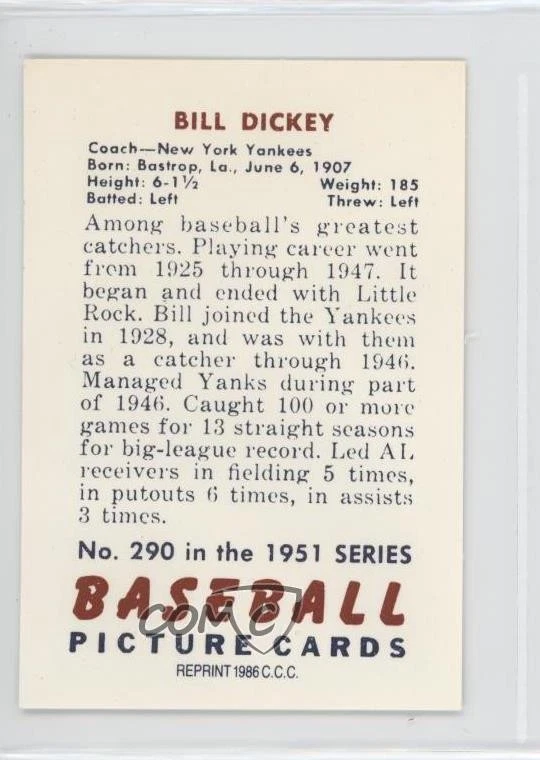 BILL DICKEY
Coach—New York Yankees
Born: Bastrop, La., June 6, 1907
Height: 6-1½ Weight: 185
Batted: Left Threw: Left
Among baseball's greatest
catchers. Playing career went
from 1925 through 1947. It
began and ended with Little
Rock. Bill joined the Yankees
in 1928, and was with them
as a catcher through 1946.
Managed Yanks during part
of 1946. Caught 100 or more
games for 13 straight seasons
for big-league record. Led AL
receivers in fielding 5 times,
in putouts 6 times, in assists
3 times.
No. 290 in the 1951 SERIES
BASEBALL
COMC
PICTURE CARDS
REPRINT 1986 C.C.C.